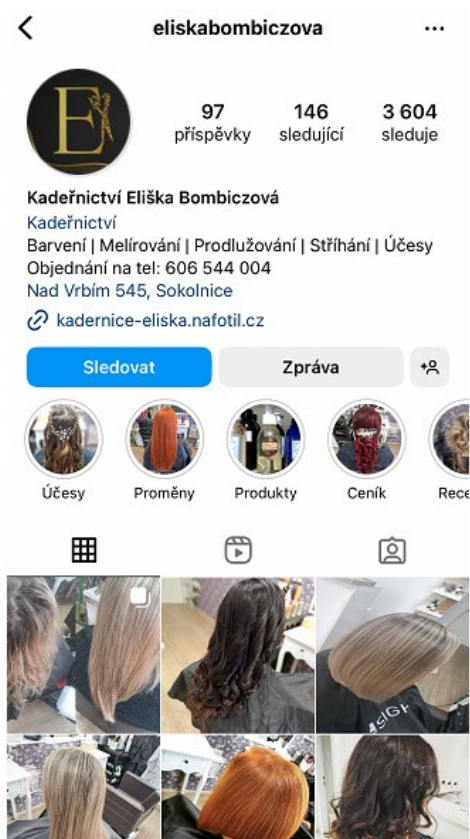 eliskabombiczova
E
97 146 3 604
příspěvky sledující sleduje
Kadeřnictví Eliška Bombiczová
Kadeřnictví
Barvení | Melírování | Prodlužování | Stříhání | Účesy
Objednání na tel: 606 544 004
Nad Vrbím 545, Sokolnice
kadernice-eliska.nafotil.cz
Sledovat Zpráva
Účesy Proměny Produkty Ceník Rece